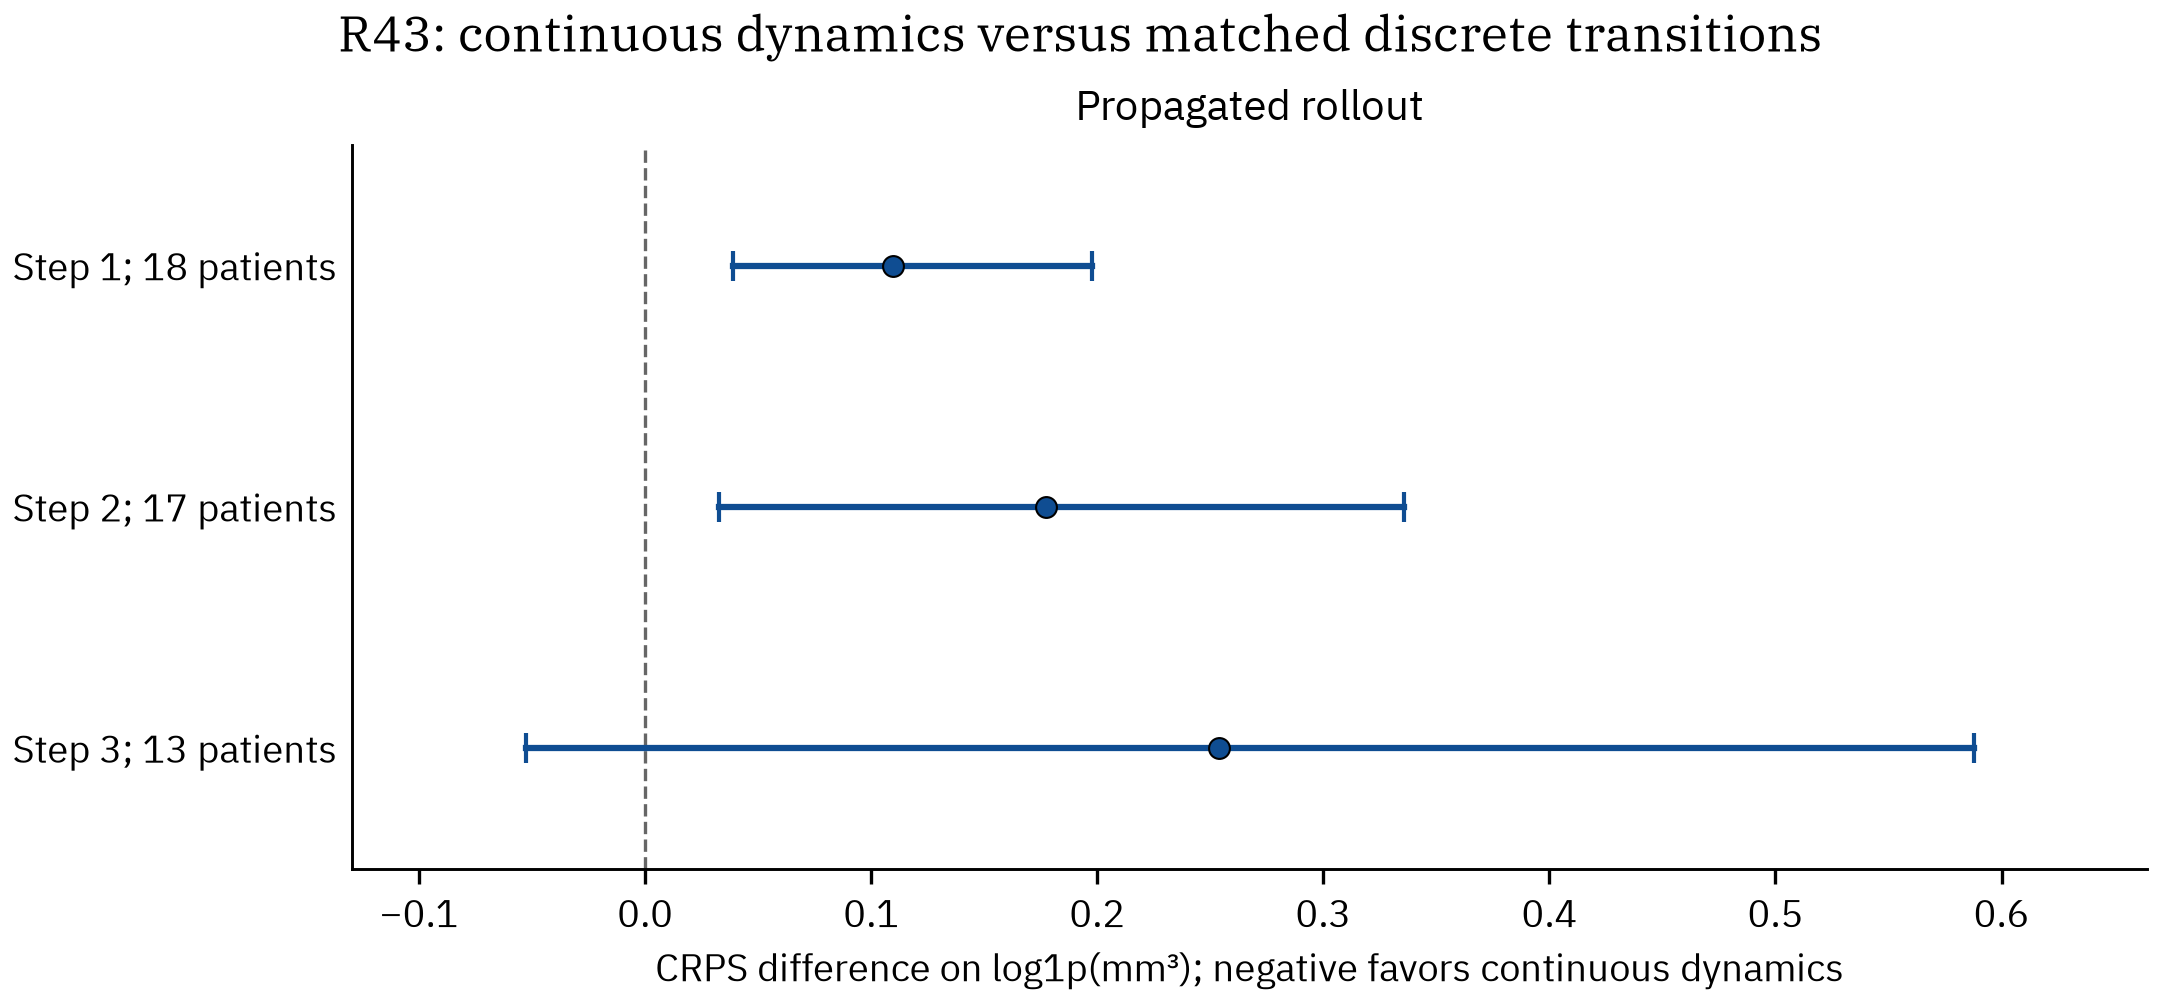 R43: continuous dynamics versus matched discrete transitions
Propagated rollout
Step 1; 18 patients
Step 2; 17 patients
Step 3; 13 patients
−0.1 0.0 0.1 0.2 0.3 0.4 0.5 0.6
CRPS difference on log1p(mm³); negative favors continuous dynamics